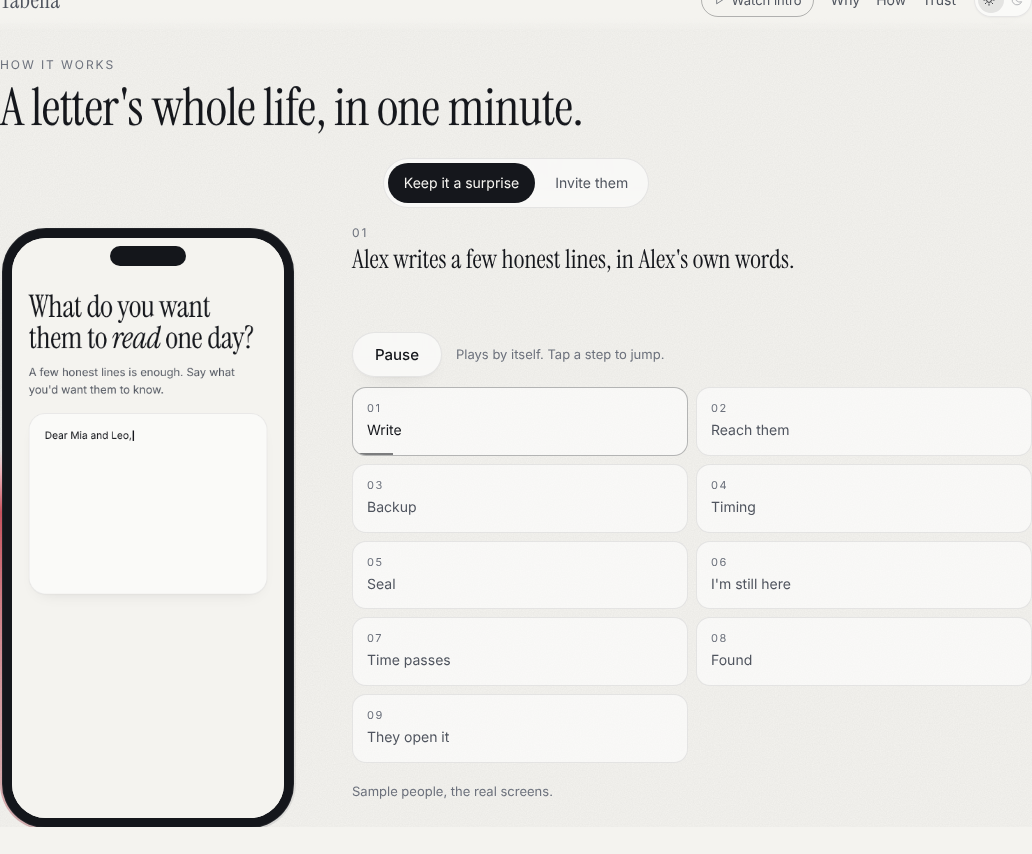 Tabella
Watch intro
Why
How
Trust
HOW IT WORKS
A letter's whole life, in one minute.
Keep it a surprise
Invite them
What do you want
them to read one day?
A few honest lines is enough. Say what
you'd want them to know.
Dear Mia and Leo,
01
Alex writes a few honest lines, in Alex's own words.
Pause
Plays by itself. Tap a step to jump.
01
Write
02
Reach them
03
Backup
04
Timing
05
Seal
06
I'm still here
07
Time passes
08
Found
09
They open it
Sample people, the real screens.